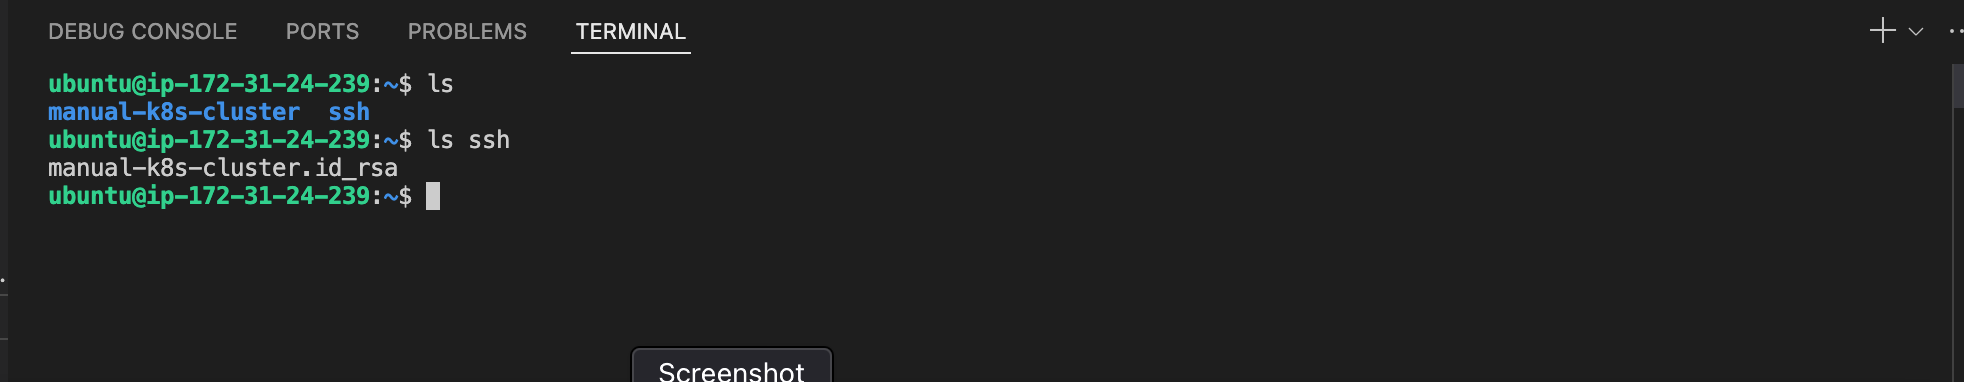 DEBUG CONSOLE PORTS PROBLEMS TERMINAL
ubuntu@ip-172-31-24-239:~$ ls
manual-k8s-cluster  ssh
ubuntu@ip-172-31-24-239:~$ ls ssh
manual-k8s-cluster.id_rsa
ubuntu@ip-172-31-24-239:~$
Screenshot